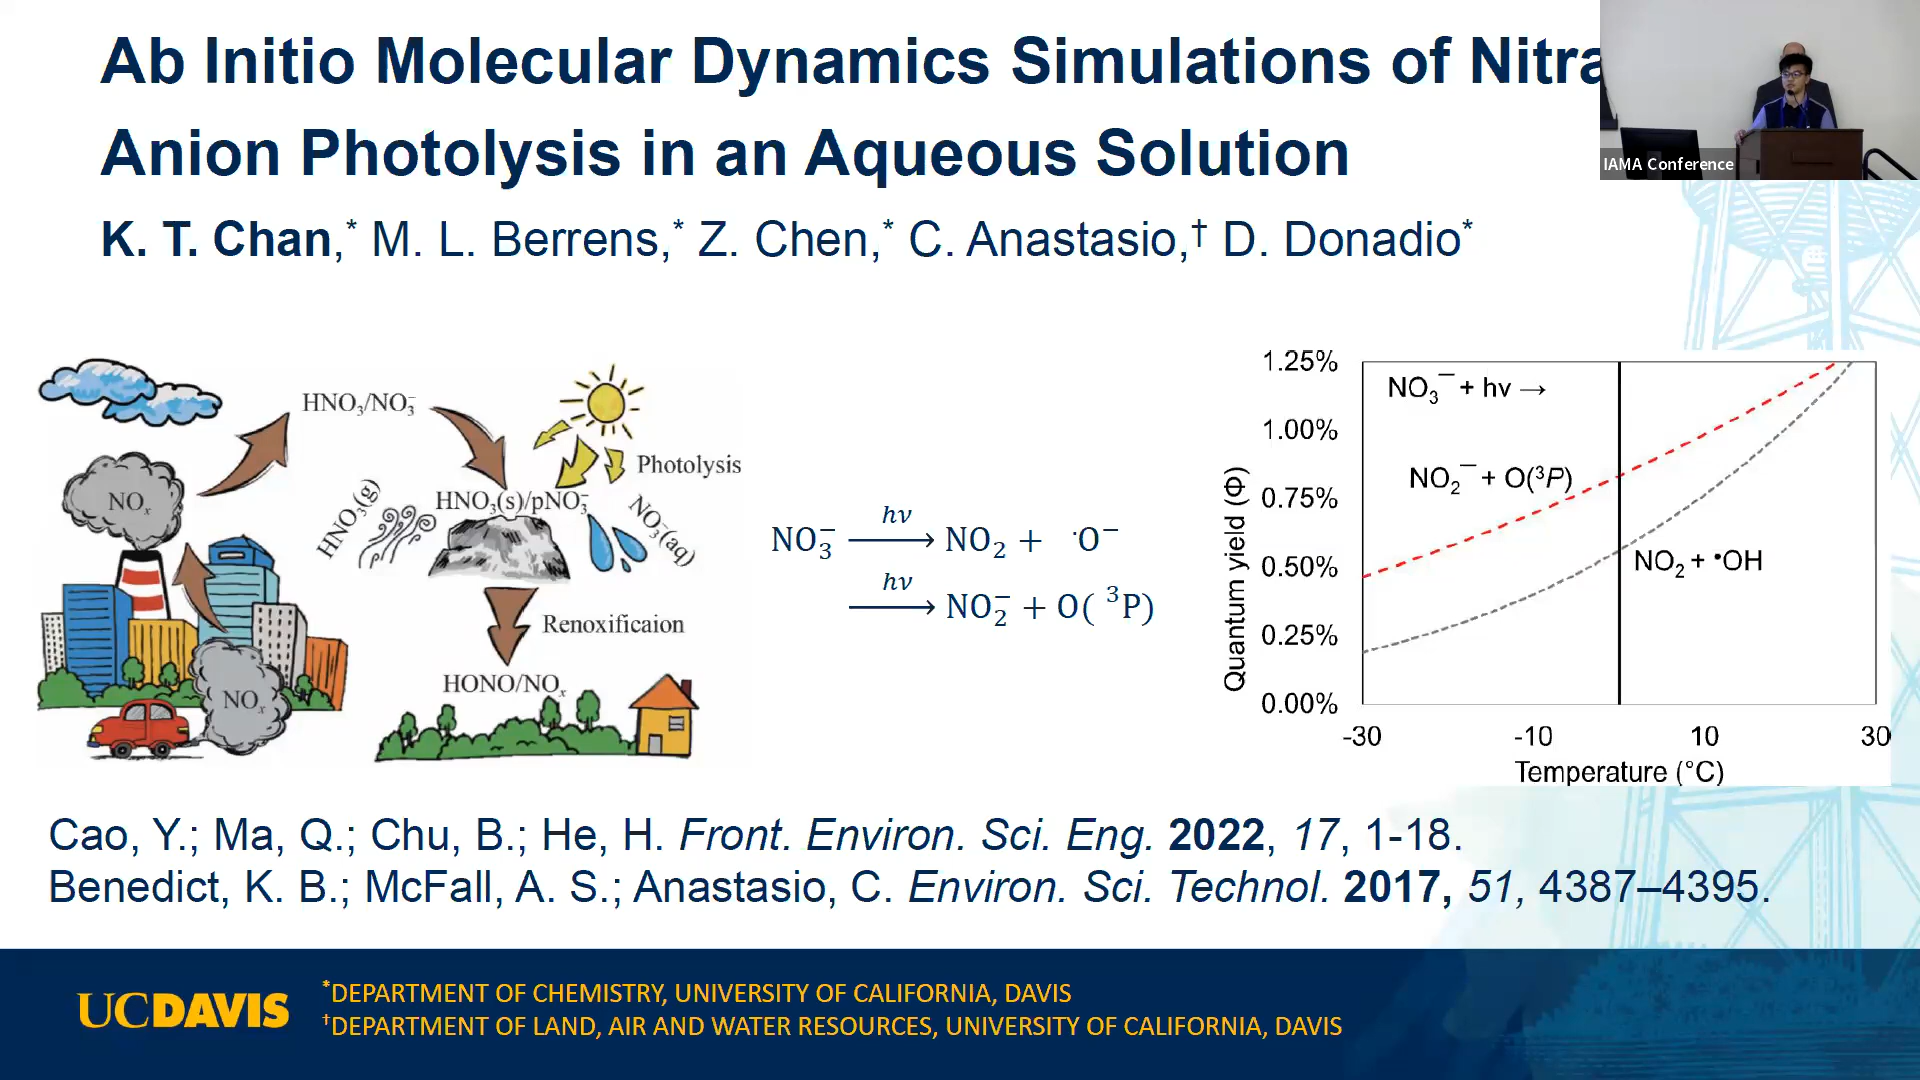 Ab Initio Molecular Dynamics Simulations of Nitra
Anion Photolysis in an Aqueous Solution
K. T. Chan,* M. L. Berrens,* Z. Chen,* C. Anastasio,† D. Donadio*
IAMA Conference
HNO₃/NO₃⁻
NOₓ
Photolysis
HNO₃(g)
HNO₃(s)/pNO₃⁻
NO₃⁻(aq)
Renoxificaion
NOₓ
HONO/NOₓ
NO₃⁻ —hν→ NO₂ + ·O⁻
—hν→ NO₂⁻ + O(³P)
Quantum yield (Φ)
1.25%
1.00%
0.75%
0.50%
0.25%
0.00%
NO₃⁻ + hν →
NO₂⁻ + O(³P)
NO₂ + •OH
-30 -10 10 30
Temperature (°C)
Cao, Y.; Ma, Q.; Chu, B.; He, H. Front. Environ. Sci. Eng. 2022, 17, 1-18.
Benedict, K. B.; McFall, A. S.; Anastasio, C. Environ. Sci. Technol. 2017, 51, 4387–4395.
UCDAVIS
*DEPARTMENT OF CHEMISTRY, UNIVERSITY OF CALIFORNIA, DAVIS
†DEPARTMENT OF LAND, AIR AND WATER RESOURCES, UNIVERSITY OF CALIFORNIA, DAVIS